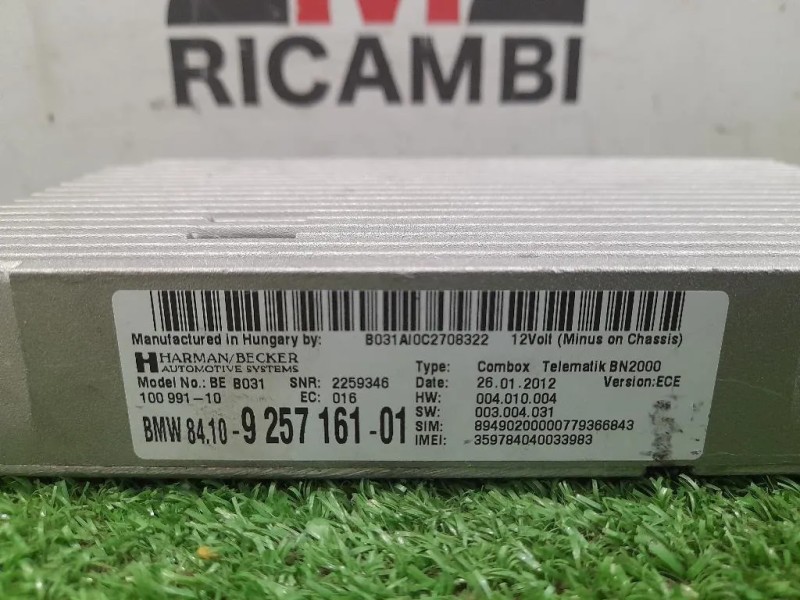 M
RICAMBI
Manufactured in Hungary by: B031AI0C2708322 12Volt (Minus on Chassis)
HARMAN/BECKER
AUTOMOTIVE SYSTEMS
Type: Combox Telematik BN2000
Model No.: BE B031 SNR: 2259346 Date: 26.01.2012 Version:ECE
100 991-10 EC: 016 HW: 004.010.004
SW: 003.004.031
BMW 84.10-9 257 161-01 SIM: 89490200000779366843
IMEI: 359784040033983